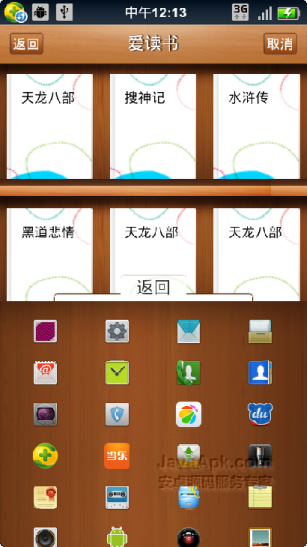 3G
中午12:13
返回
爱读书
取消
天龙八部
搜神记
水浒传
黑道悲情
天龙八部
天龙八部
返回
du
当乐
JavaApk.com
安卓源码服务专家